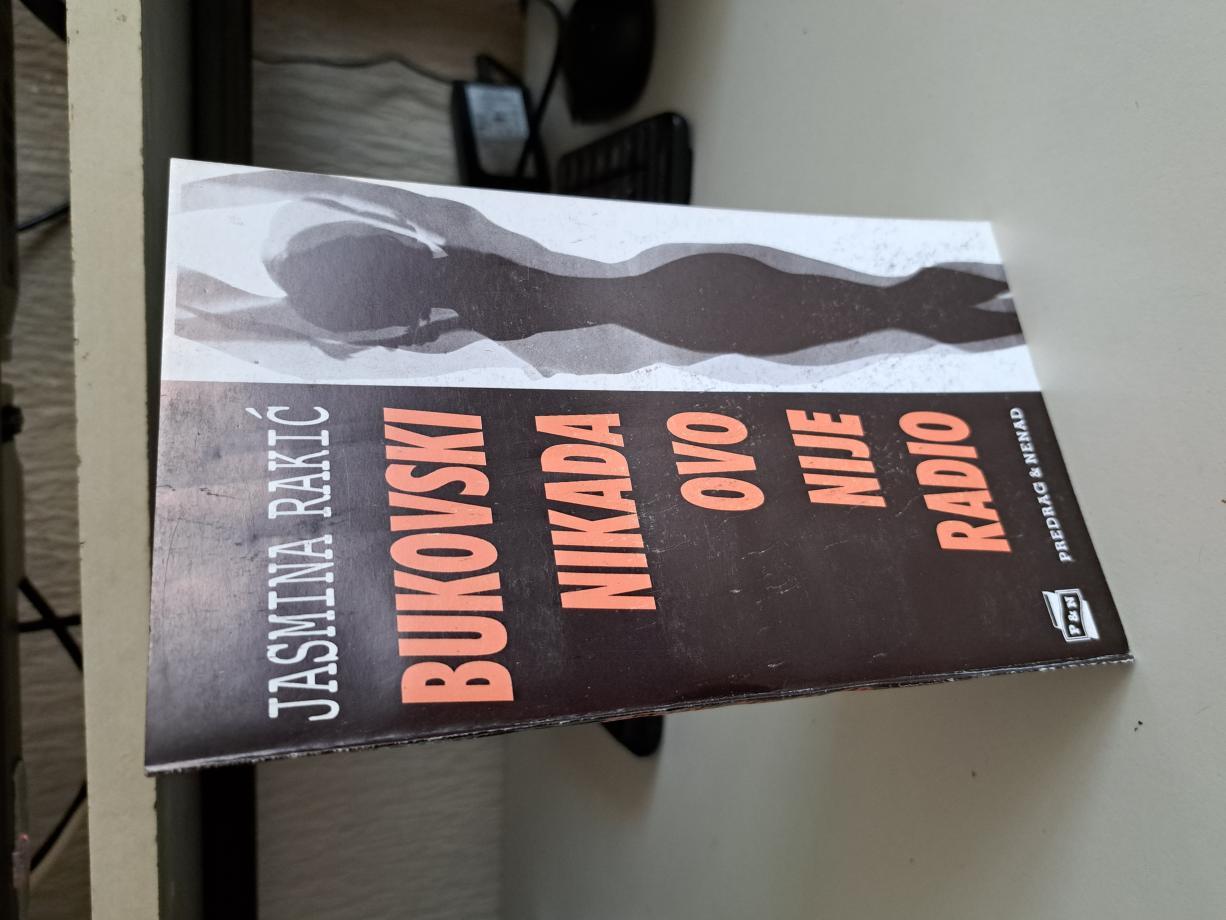 JASMINA RAKIĆ
BUKOVSKI
NIKADA
OVO
NIJE
RADIO
P&N
PREDRAG & NENAD